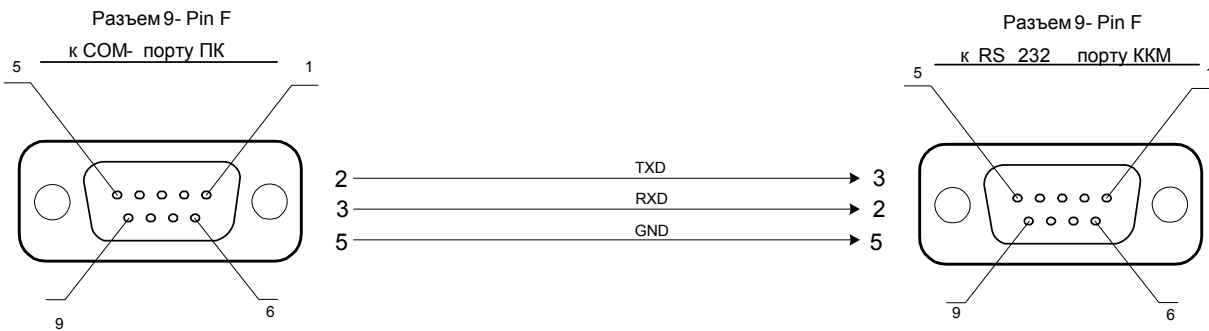 Разъем 9- Pin F
к COM- порту ПК
5
1
9
6
2 TXD 3
3 RXD 2
5 GND 5
Разъем 9- Pin F
к RS 232 порту ККМ
5
1
9
6